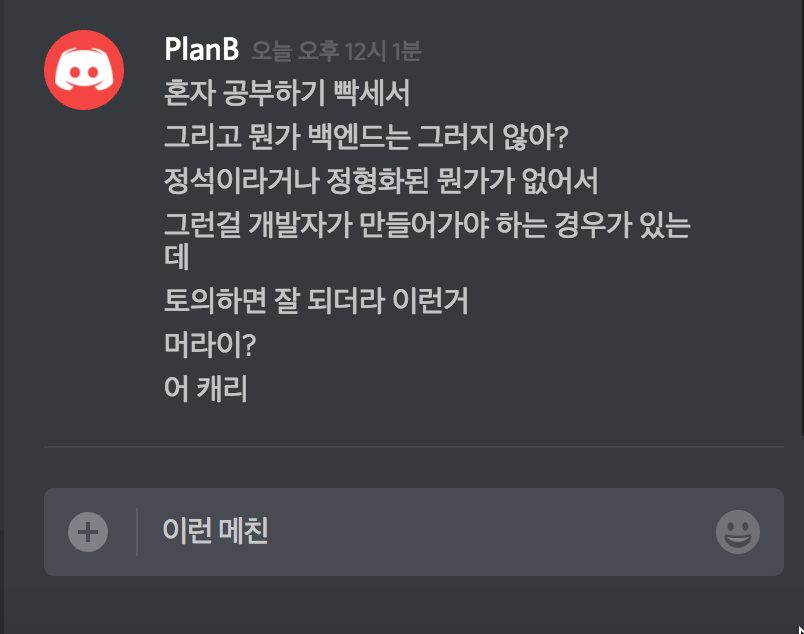 PlanB 오늘 오후 12시 1분
혼자 공부하기 빡세서
그리고 뭔가 백엔드는 그러지 않아?
정석이라거나 정형화된 뭔가가 없어서
그런걸 개발자가 만들어가야 하는 경우가 있는
데
토의하면 잘 되더라 이런거
머라이?
어 캐리
이런 메친